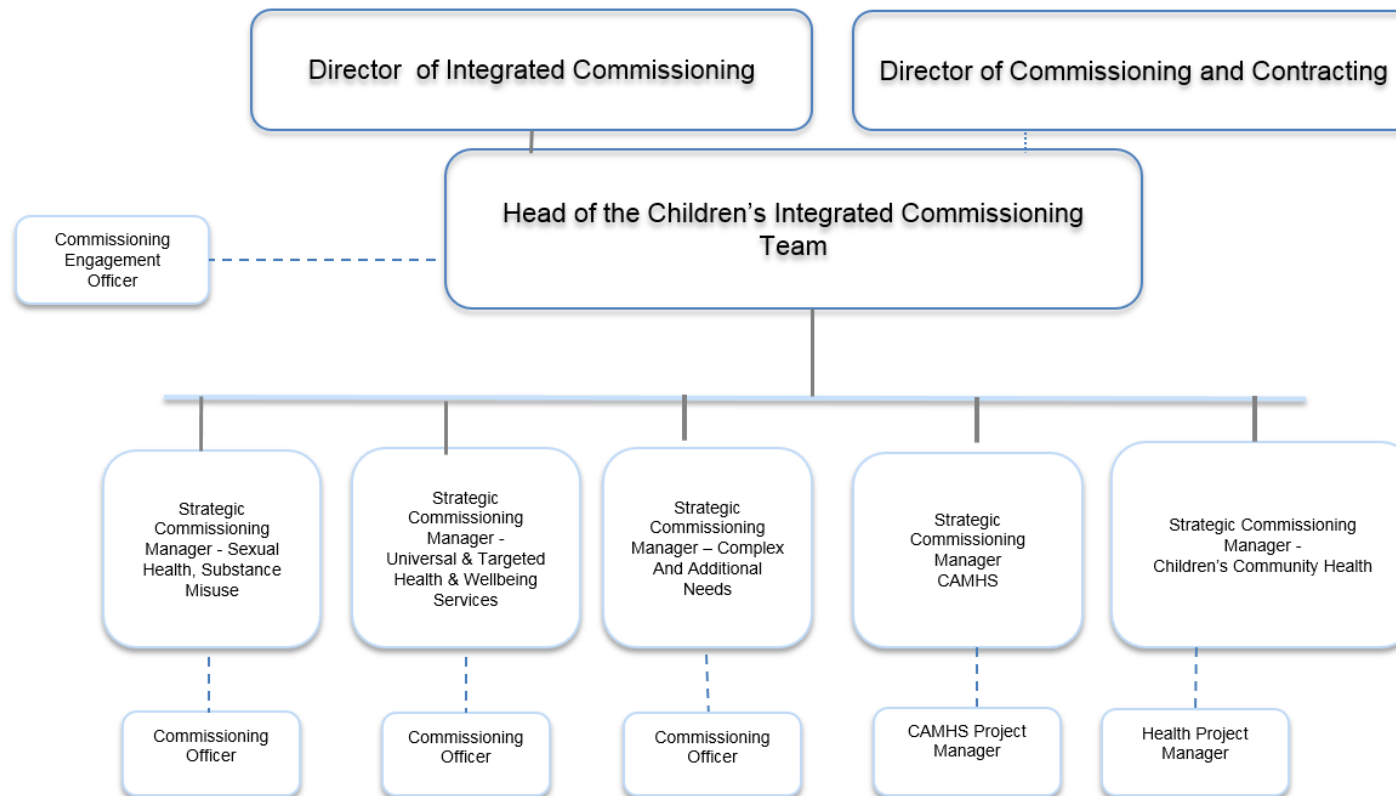 Director of Integrated Commissioning
Director of Commissioning and Contracting
Head of the Children’s Integrated Commissioning
Team
Commissioning
Engagement
Officer
Strategic
Commissioning
Manager - Sexual
Health, Substance
Misuse
Strategic
Commissioning
Manager -
Universal & Targeted
Health & Wellbeing
Services
Strategic
Commissioning
Manager – Complex
And Additional
Needs
Strategic
Commissioning
Manager
CAMHS
Strategic Commissioning
Manager -
Children’s Community Health
Commissioning
Officer
Commissioning
Officer
Commissioning
Officer
CAMHS Project
Manager
Health Project
Manager